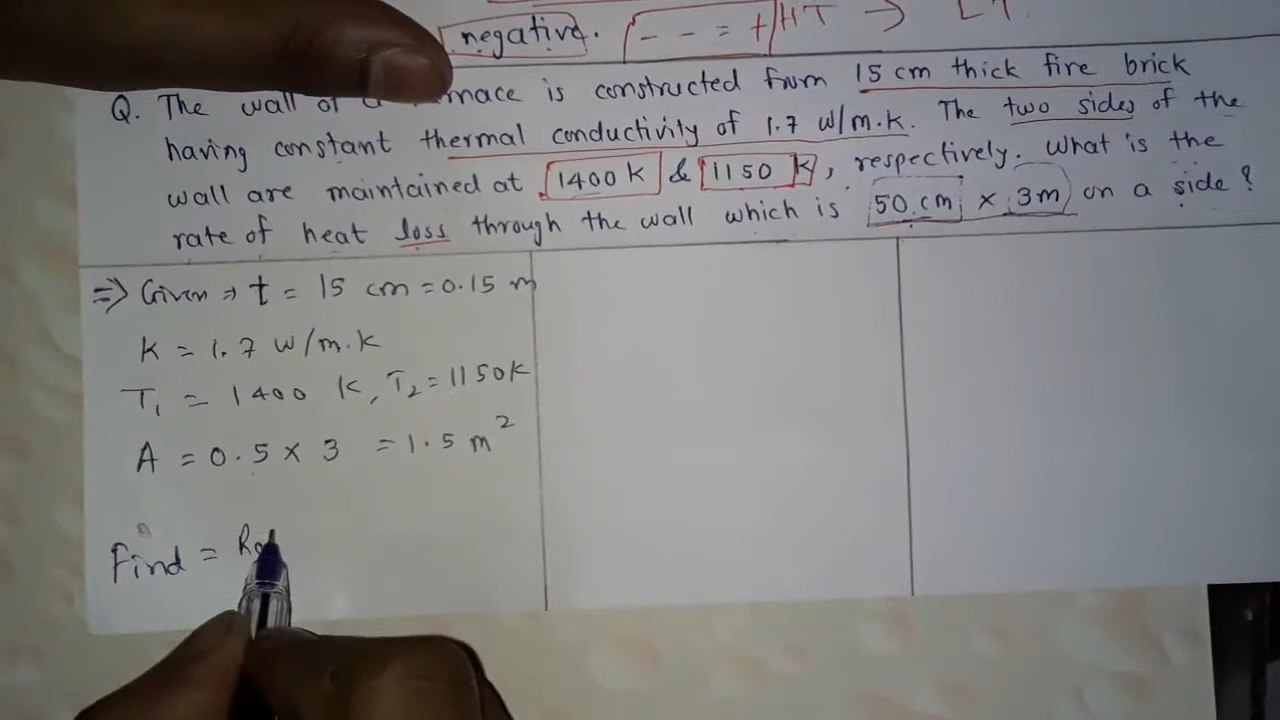 negative. - - = + HT → LT.
Q. The wall of a furnace is constructed from 15 cm thick fire brick
having constant thermal conductivity of 1.7 W/m.K. The two sides of the
wall are maintained at 1400 K & 1150 K, respectively. What is the
rate of heat loss through the wall which is 50 cm × 3m on a side?
⇒ Given → t = 15 cm = 0.15 m
K = 1.7 W/m.K
T₁ = 1400 K, T₂ = 1150K
A = 0.5 × 3 = 1.5 m²
Find =